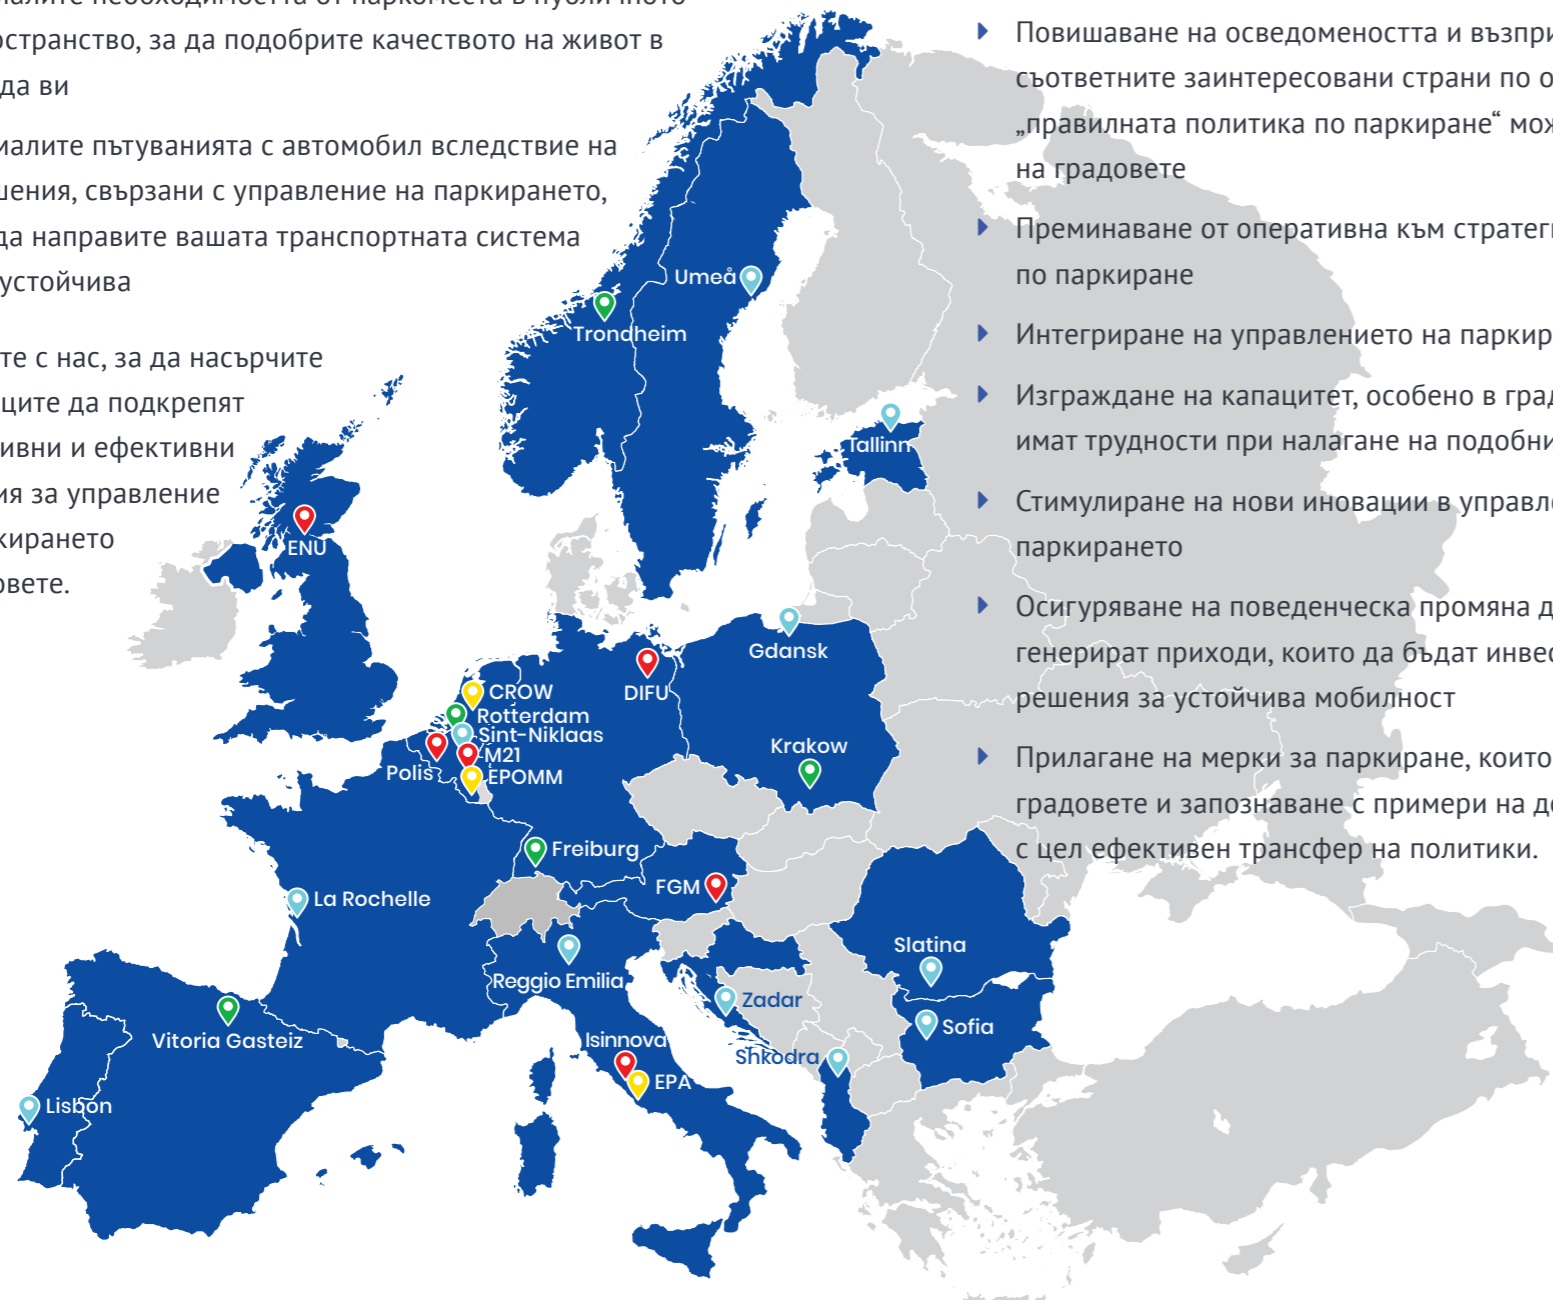 странство, за да подобрите качеството на живот в
да ви
малите пътуванията с автомобил вследствие на
шения, свързани с управление на паркирането,
да направите вашата транспортната система
устойчива
те с нас, за да насърчите
ците да подкрепят
ивни и ефективни
ия за управление
кирането
овете.
Повишаване на осведомеността и възпри
съответните заинтересовани страни по о
„правилната политика по паркиране“ мо
на градовете
Преминаване от оперативна към стратег
по паркиране
Интегриране на управлението на паркир
Изграждане на капацитет, особено в град
имат трудности при налагане на подобни
Стимулиране на нови иновации в управл
паркирането
Осигуряване на поведенческа промяна д
генерират приходи, които да бъдат инвес
решения за устойчива мобилност
Прилагане на мерки за паркиране, които
градовете и запознаване с примери на д
с цел ефективен трансфер на политики.
Umeå
Trondheim
Tallinn
ENU
Gdansk
DIFU
CROW
Rotterdam
Sint-Niklaas
M21
Polis
EPOMM
Krakow
Freiburg
FGM
La Rochelle
Slatina
Reggio Emilia
Zadar
Sofia
Vitoria Gasteiz
Isinnova
Shkodra
EPA
Lisbon